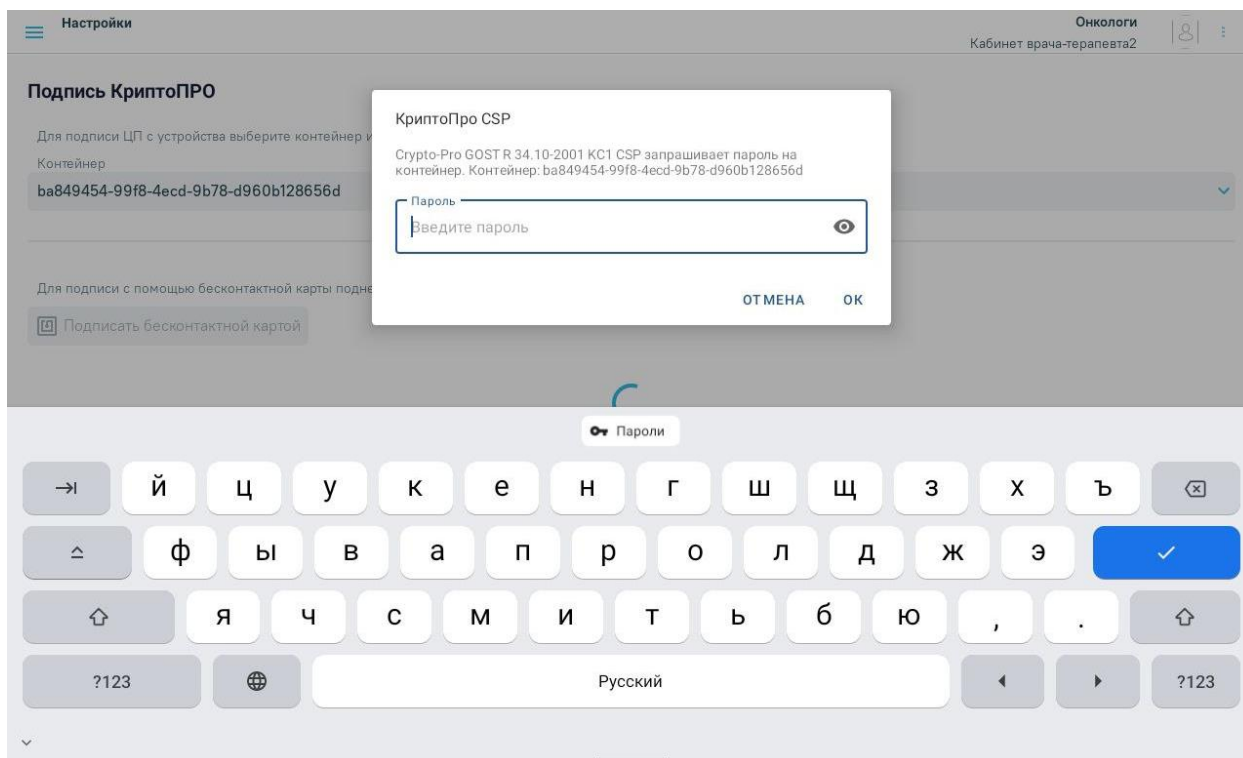 Настройки
Онкологи
Кабинет врача-терапевта2
Подпись КриптоПРО
Для подписи ЦП с устройства выберите контейнер и
Контейнер
ba849454-99f8-4ecd-9b78-d960b128656d
Для подписи с помощью бесконтактной карты подне
Подписать бесконтактной картой
КриптоПро CSP
Crypto-Pro GOST R 34.10-2001 KC1 CSP запрашивает пароль на
контейнер. Контейнер: ba849454-99f8-4ecd-9b78-d960b128656d
Пароль
Введите пароль
ОТМЕНА ОК
Пароли
й ц у к е н г ш щ з х ъ
ф ы в а п р о л д ж э
я ч с м и т ь б ю , .
?123 Русский ?123